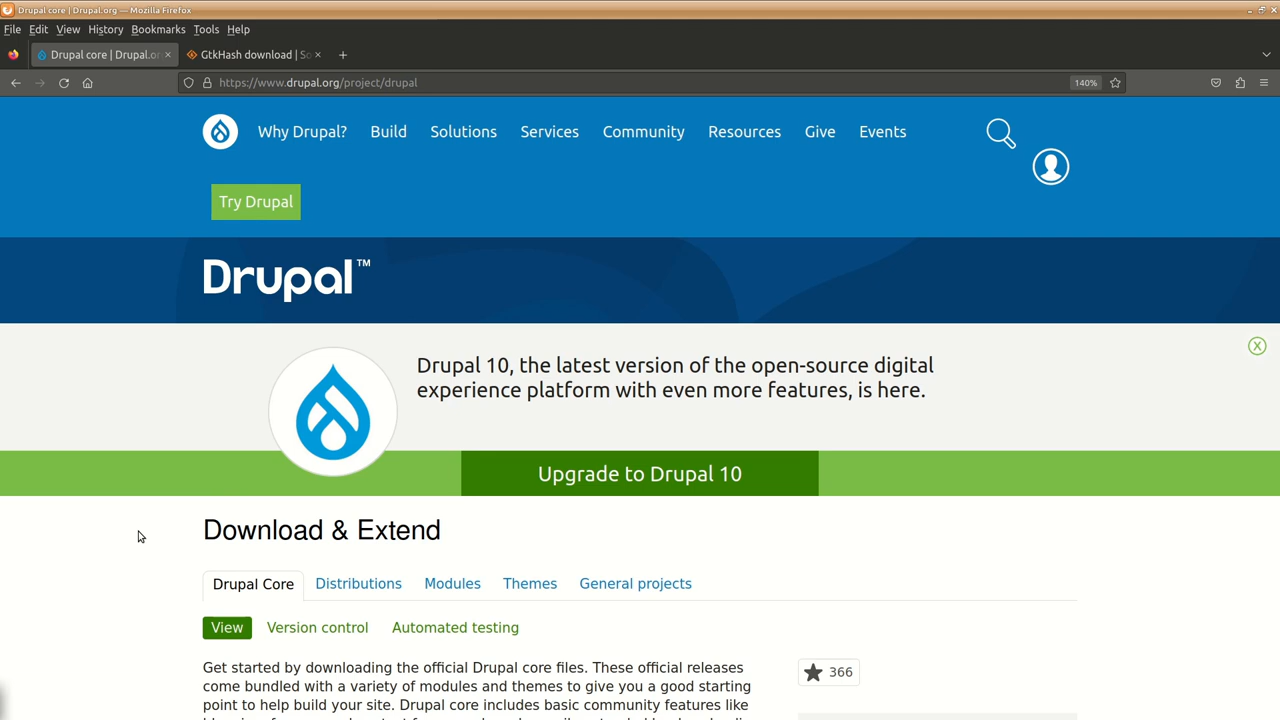 Drupal core | Drupal.org — Mozilla Firefox
File Edit View History Bookmarks Tools Help
Drupal core | Drupal.or
GtkHash download | So
https://www.drupal.org/project/drupal
140%
Why Drupal? Build Solutions Services Community Resources Give Events
Try Drupal
Drupal™
Drupal 10, the latest version of the open-source digital
experience platform with even more features, is here.
Upgrade to Drupal 10
Download & Extend
Drupal Core Distributions Modules Themes General projects
View Version control Automated testing
Get started by downloading the official Drupal core files. These official releases
come bundled with a variety of modules and themes to give you a good starting
point to help build your site. Drupal core includes basic community features like
366